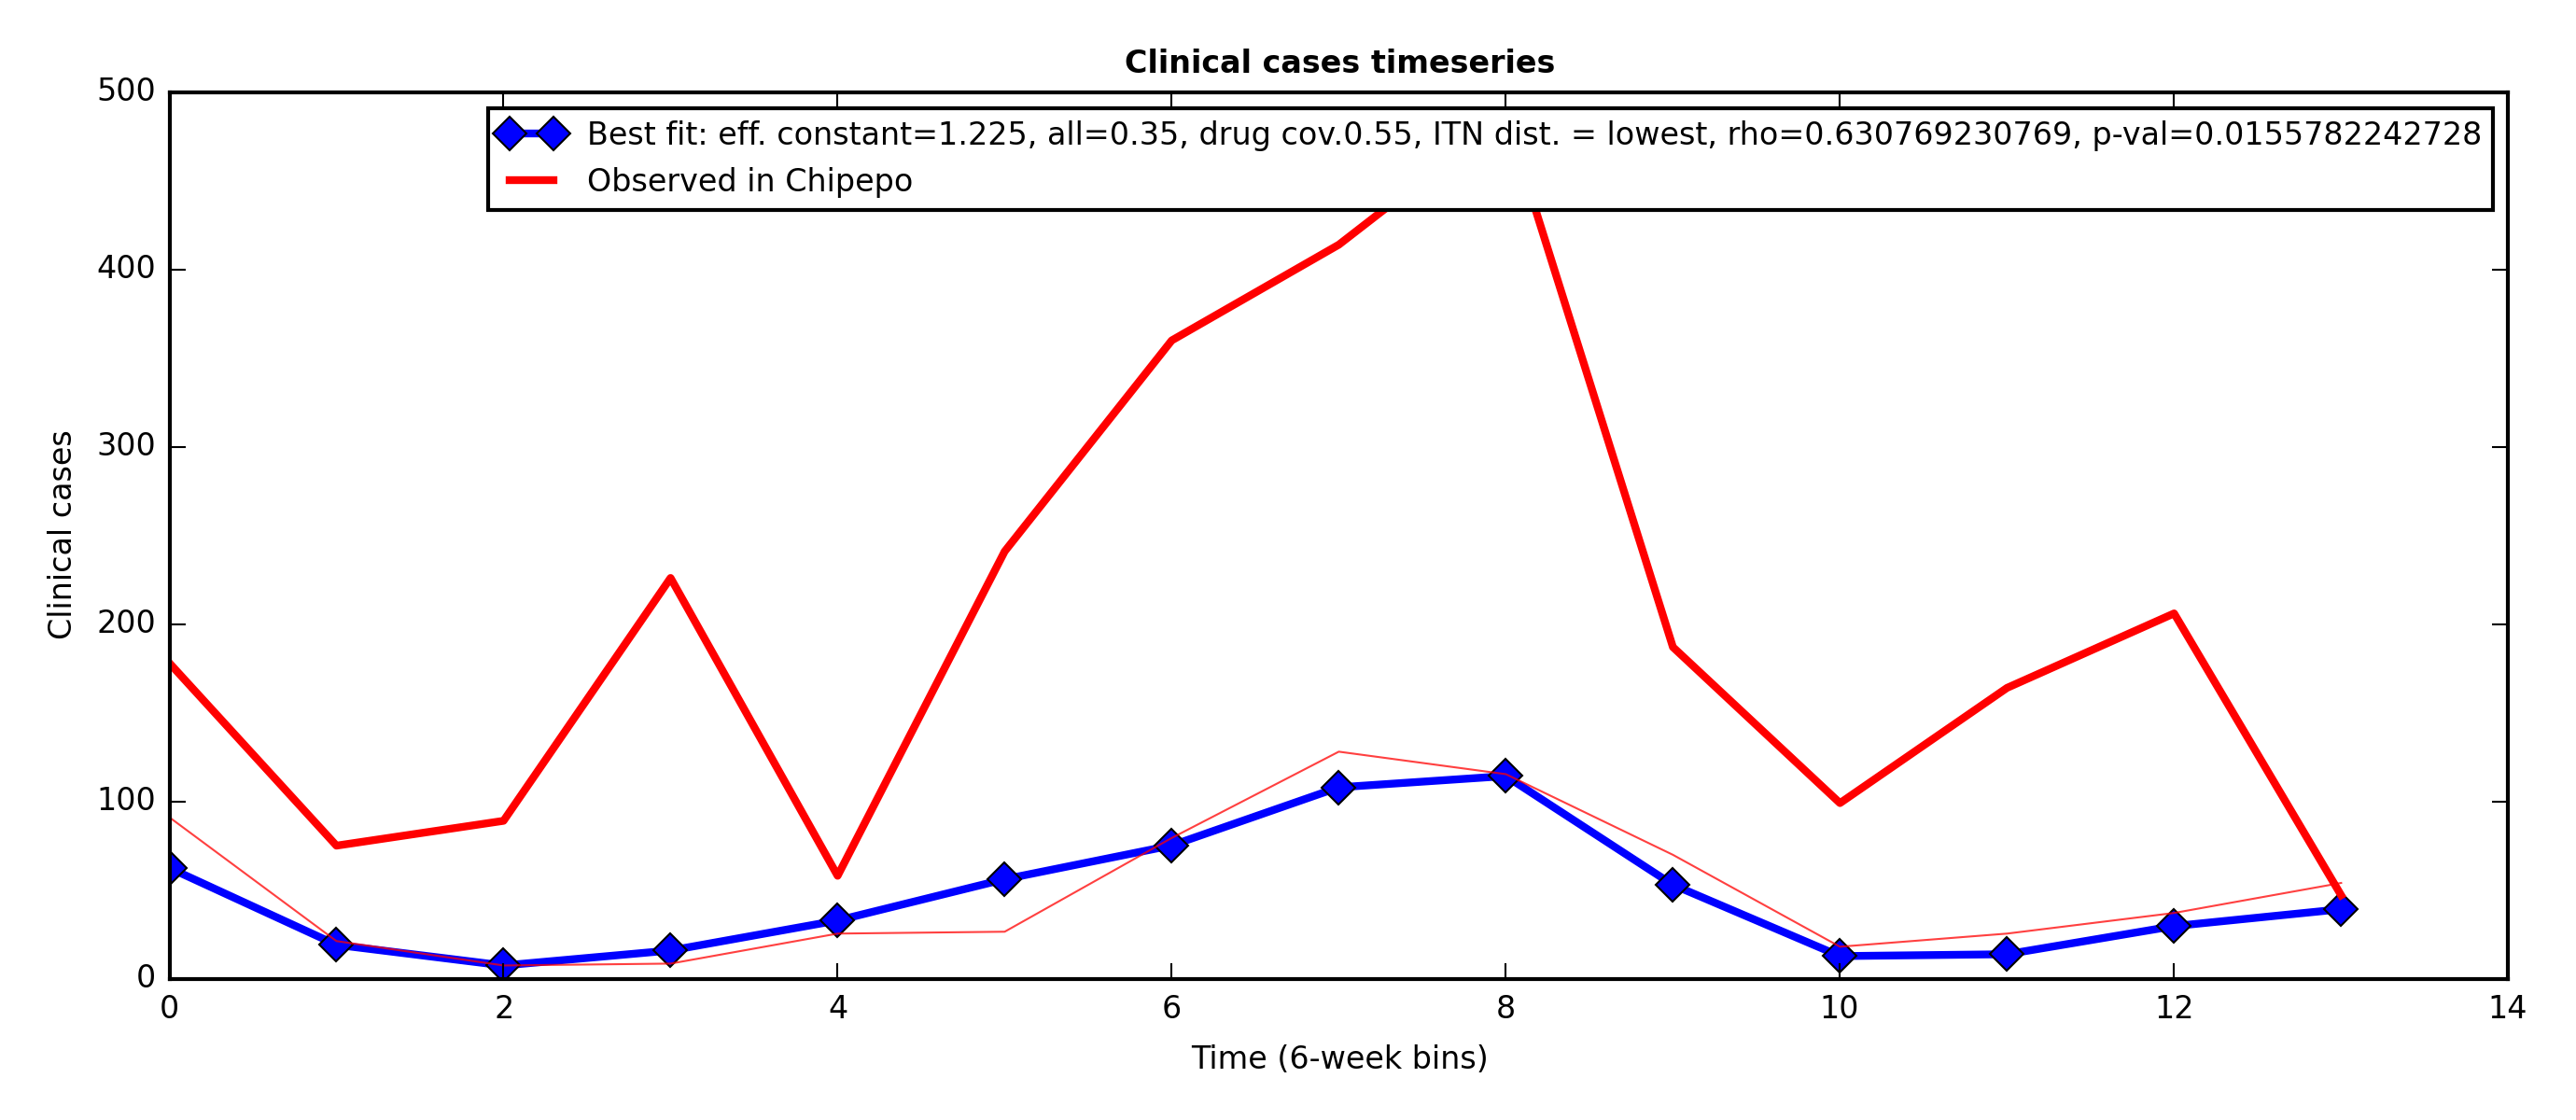 Clinical cases timeseries
500
400
300
200
100
0
Clinical cases
Best fit: eff. constant=1.225, all=0.35, drug cov.0.55, ITN dist. = lowest, rho=0.630769230769, p-val=0.0155782242728
Observed in Chipepo
0 2 4 6 8 10 12 14
Time (6-week bins)